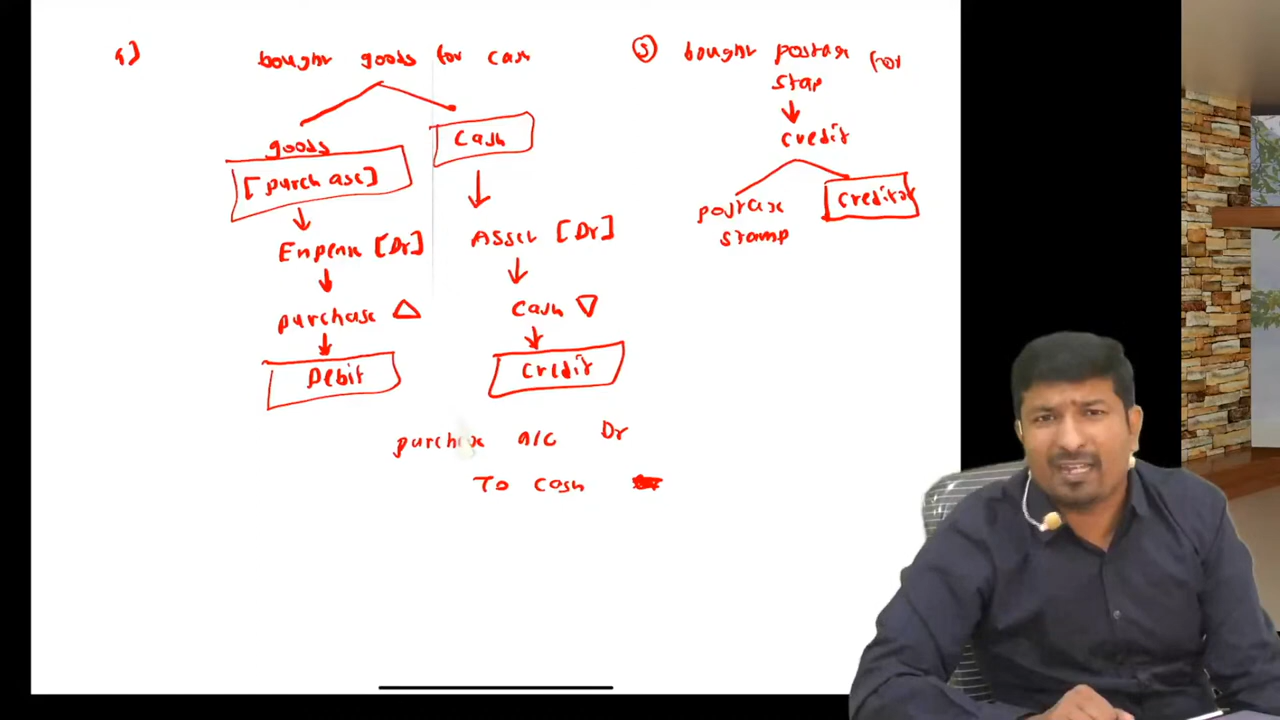 4)
bought goods for cash
goods
[purchase]
Expense [Dr]
purchase △
Debit
Cash
Asset [Dr]
Cash ▽
Credit
purchase a/c Dr
To cash
⑤ bought postage for
stap
credit
postage
stamp
creditor